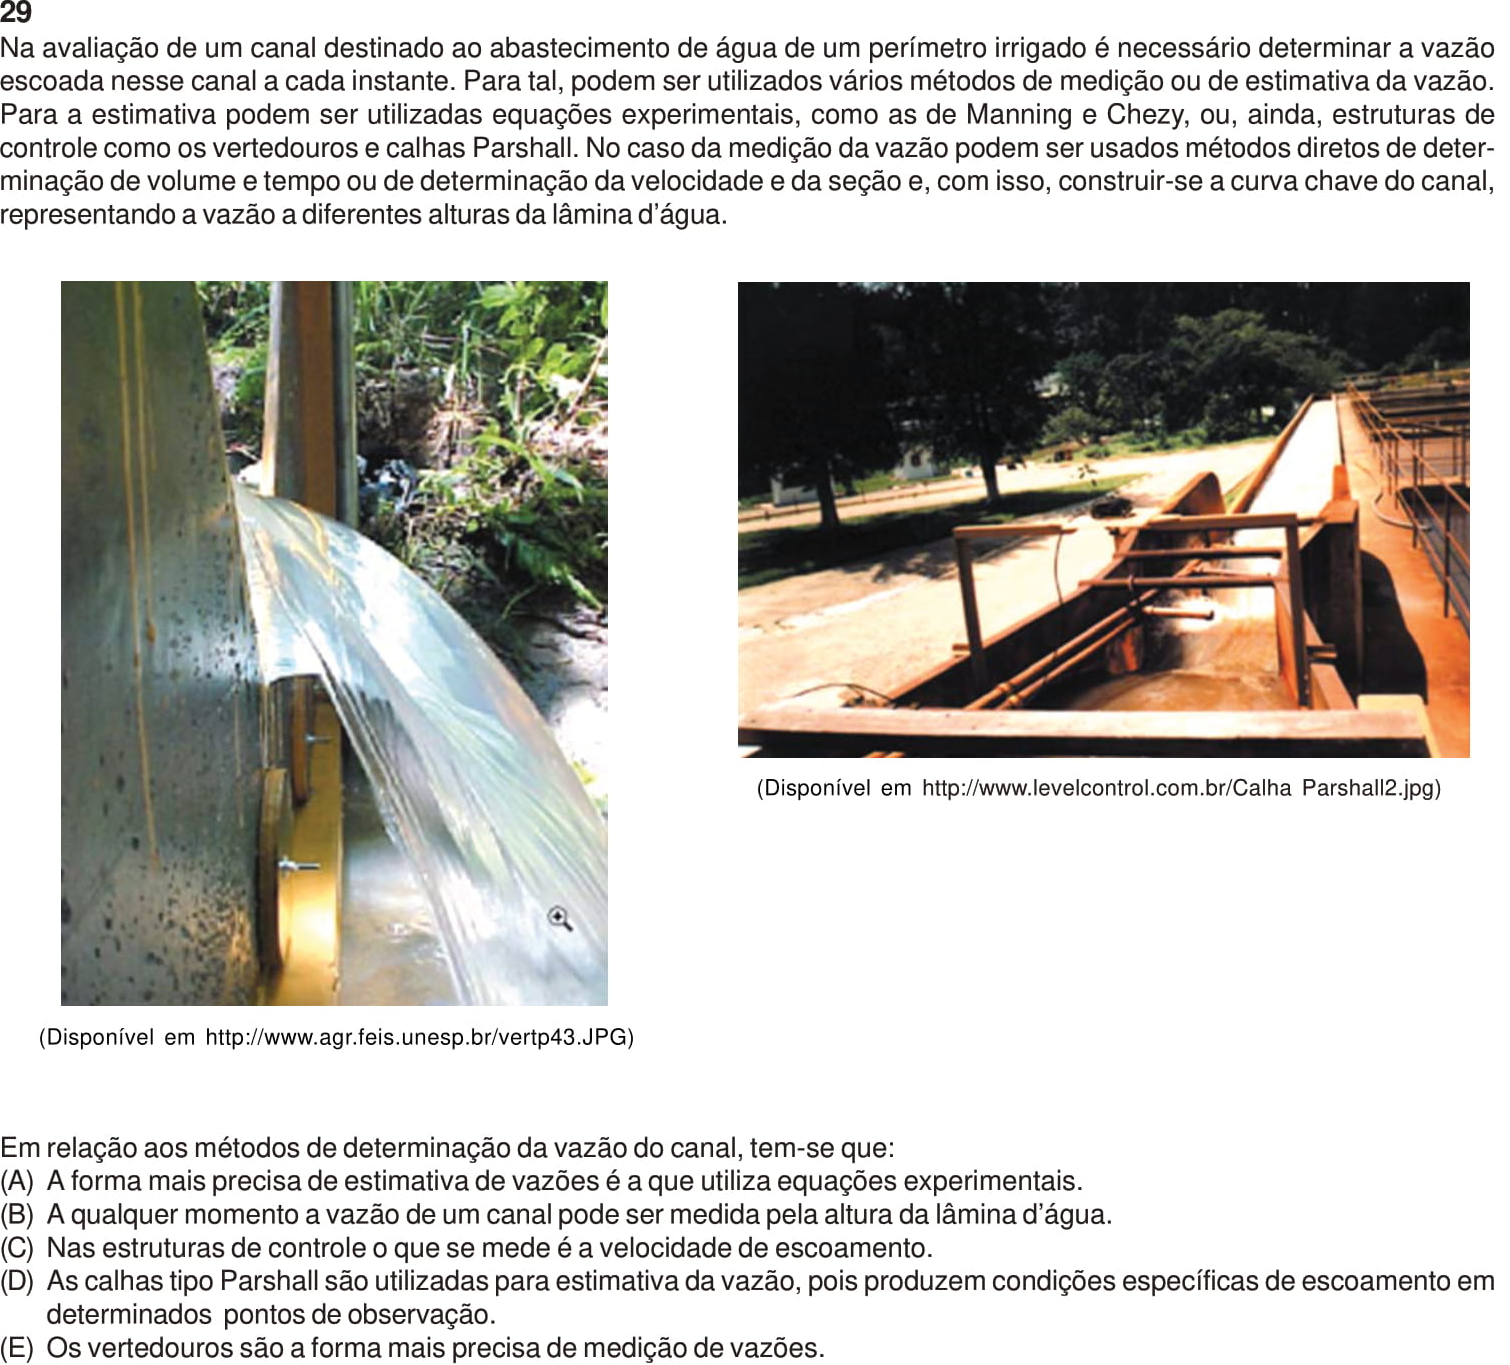 29
Na avaliação de um canal destinado ao abastecimento de água de um perímetro irrigado é necessário determinar a vazão
escoada nesse canal a cada instante. Para tal, podem ser utilizados vários métodos de medição ou de estimativa da vazão.
Para a estimativa podem ser utilizadas equações experimentais, como as de Manning e Chezy, ou, ainda, estruturas de
controle como os vertedouros e calhas Parshall. No caso da medição da vazão podem ser usados métodos diretos de deter-
minação de volume e tempo ou de determinação da velocidade e da seção e, com isso, construir-se a curva chave do canal,
representando a vazão a diferentes alturas da lâmina d'água.
(Disponível em http://www.levelcontrol.com.br/Calha Parshall2.jpg)
(Disponível em http://www.agr.feis.unesp.br/vertp43.JPG)
Em relação aos métodos de determinação da vazão do canal, tem-se que:
(A) A forma mais precisa de estimativa de vazões é a que utiliza equações experimentais.
(B) A qualquer momento a vazão de um canal pode ser medida pela altura da lâmina d'água.
(C) Nas estruturas de controle o que se mede é a velocidade de escoamento.
(D) As calhas tipo Parshall são utilizadas para estimativa da vazão, pois produzem condições específicas de escoamento em
determinados pontos de observação.
(E) Os vertedouros são a forma mais precisa de medição de vazões.